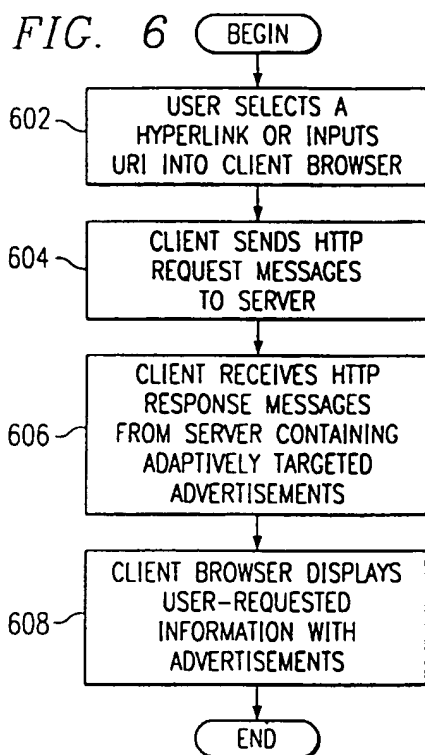 FIG. 6
BEGIN
602
USER SELECTS A
HYPERLINK OR INPUTS
URI INTO CLIENT BROWSER
604
CLIENT SENDS HTTP
REQUEST MESSAGES
TO SERVER
606
CLIENT RECEIVES HTTP
RESPONSE MESSAGES
FROM SERVER CONTAINING
ADAPTIVELY TARGETED
ADVERTISEMENTS
608
CLIENT BROWSER DISPLAYS
USER-REQUESTED
INFORMATION WITH
ADVERTISEMENTS
END